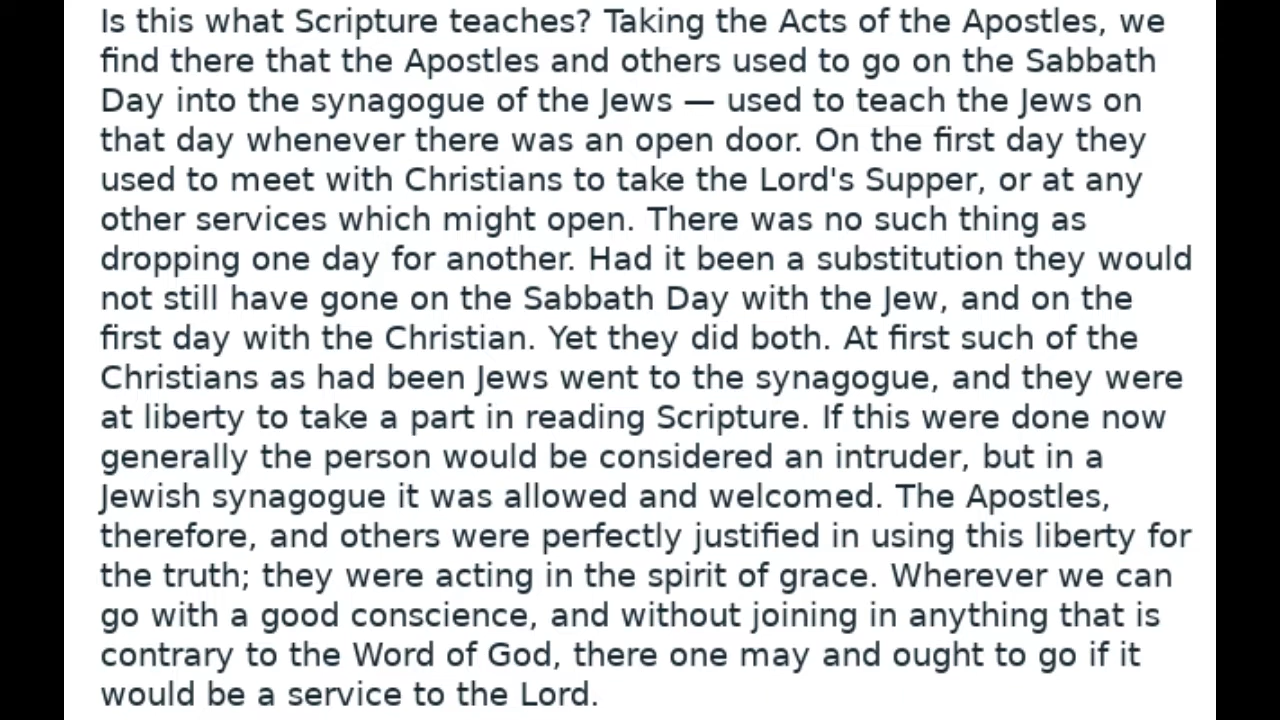 Is this what Scripture teaches? Taking the Acts of the Apostles, we
find there that the Apostles and others used to go on the Sabbath
Day into the synagogue of the Jews — used to teach the Jews on
that day whenever there was an open door. On the first day they
used to meet with Christians to take the Lord's Supper, or at any
other services which might open. There was no such thing as
dropping one day for another. Had it been a substitution they would
not still have gone on the Sabbath Day with the Jew, and on the
first day with the Christian. Yet they did both. At first such of the
Christians as had been Jews went to the synagogue, and they were
at liberty to take a part in reading Scripture. If this were done now
generally the person would be considered an intruder, but in a
Jewish synagogue it was allowed and welcomed. The Apostles,
therefore, and others were perfectly justified in using this liberty for
the truth; they were acting in the spirit of grace. Wherever we can
go with a good conscience, and without joining in anything that is
contrary to the Word of God, there one may and ought to go if it
would be a service to the Lord.